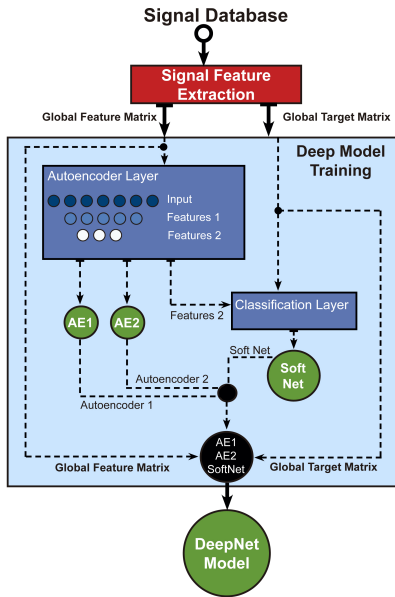 Signal Database
Signal Feature
Extraction
Global Feature Matrix
Global Target Matrix
Deep Model
Training
Autoencoder Layer
Input
Features 1
Features 2
Classification Layer
Features 2
AE1
AE2
Soft Net
Soft
Net
Autoencoder 2
Autoencoder 1
AE1
AE2
SoftNet
Global Feature Matrix
Global Target Matrix
DeepNet
Model